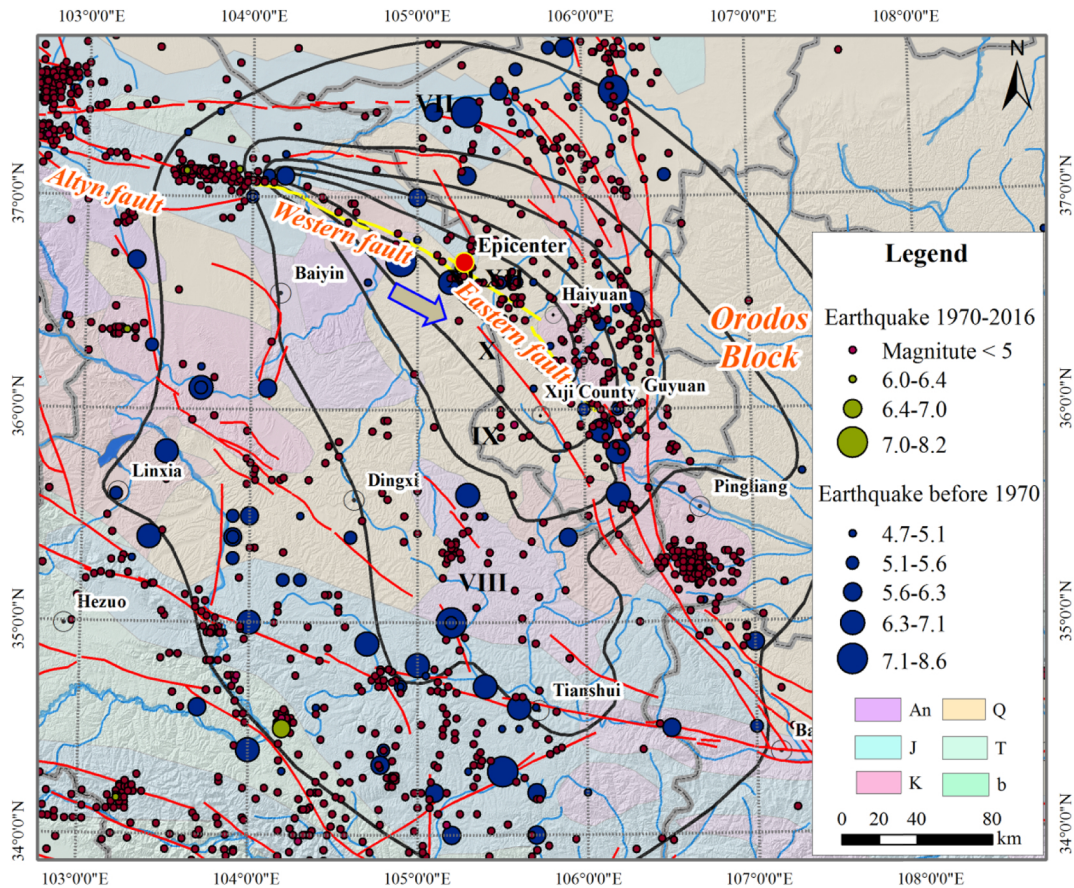 103°0'0"E 104°0'0"E 105°0'0"E 106°0'0"E 107°0'0"E 108°0'0"E
N
VII
37°0'0"N
37°0'0"N
Altyn fault
Western fault
Epicenter
XII
Baiyin
Haiyuan
Eastern fault
Orodos
Block
X
Xiji County
Guyuan
36°0'0"N
36°0'0"N
IX
Linxia
Dingxi
Pingliang
VIII
Hezuo
35°0'0"N
35°0'0"N
Tianshui
Ba
34°0'0"N
34°0'0"N
Legend
Earthquake 1970-2016
Magnitute < 5
6.0-6.4
6.4-7.0
7.0-8.2
Earthquake before 1970
4.7-5.1
5.1-5.6
5.6-6.3
6.3-7.1
7.1-8.6
An Q
J T
K b
0 20 40 80
km
103°0'0"E 104°0'0"E 105°0'0"E 106°0'0"E 107°0'0"E 108°0'0"E